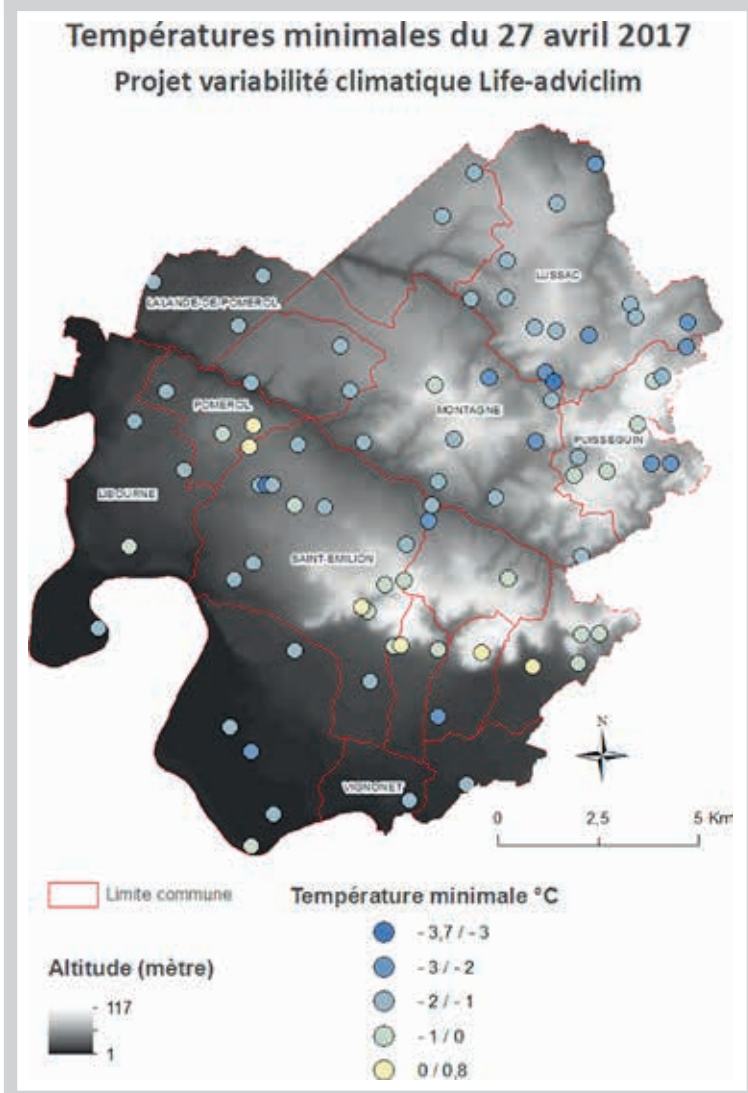 Températures minimales du 27 avril 2017
Projet variabilité climatique Life-adviclim
LUSSAC
LALANDE-DE-POMEROL
POMEROL
MONTAGNE
PUISSEGUIN
LIBOURNE
SAINT-EMILION
N
VIGNONET
0 2,5 5 Km
Limite commune
Température minimale °C
- 3,7 / - 3
- 3 / - 2
Altitude (mètre)
- 2 / - 1
117
- 1 / 0
1
0 / 0,8